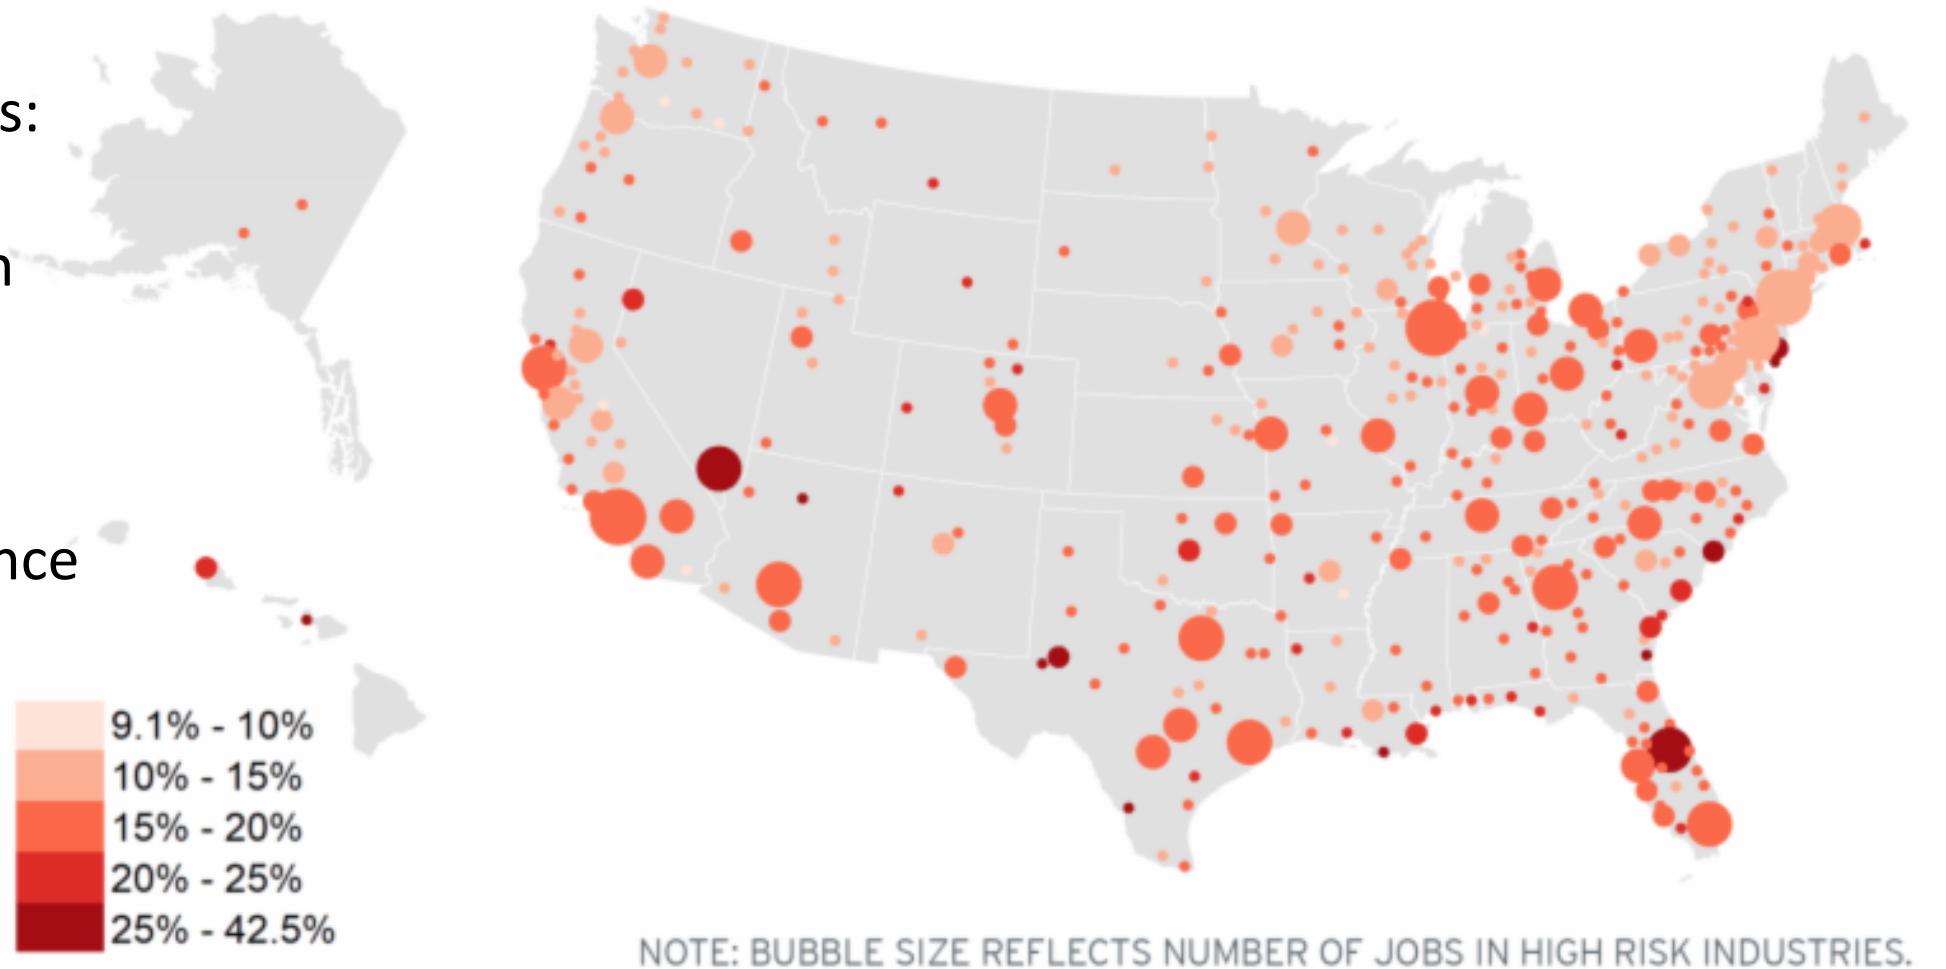 s:
n
nce
9.1% - 10%
10% - 15%
15% - 20%
20% - 25%
25% - 42.5%
NOTE: BUBBLE SIZE REFLECTS NUMBER OF JOBS IN HIGH RISK INDUSTRIES.